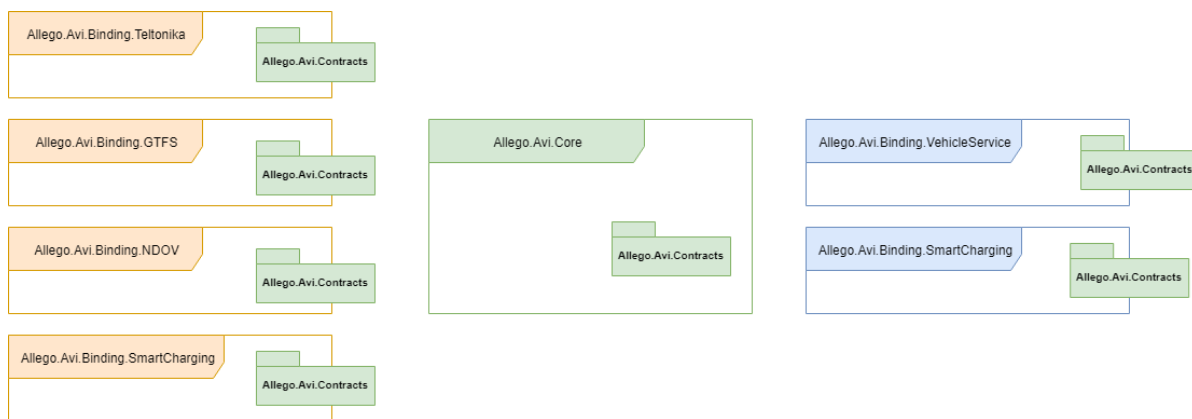 Allego.Avi.Binding.Teltonika
Allego.Avi.Contracts
Allego.Avi.Binding.GTFS
Allego.Avi.Contracts
Allego.Avi.Binding.NDOV
Allego.Avi.Contracts
Allego.Avi.Binding.SmartCharging
Allego.Avi.Contracts
Allego.Avi.Core
Allego.Avi.Contracts
Allego.Avi.Binding.VehicleService
Allego.Avi.Contracts
Allego.Avi.Binding.SmartCharging
Allego.Avi.Contracts